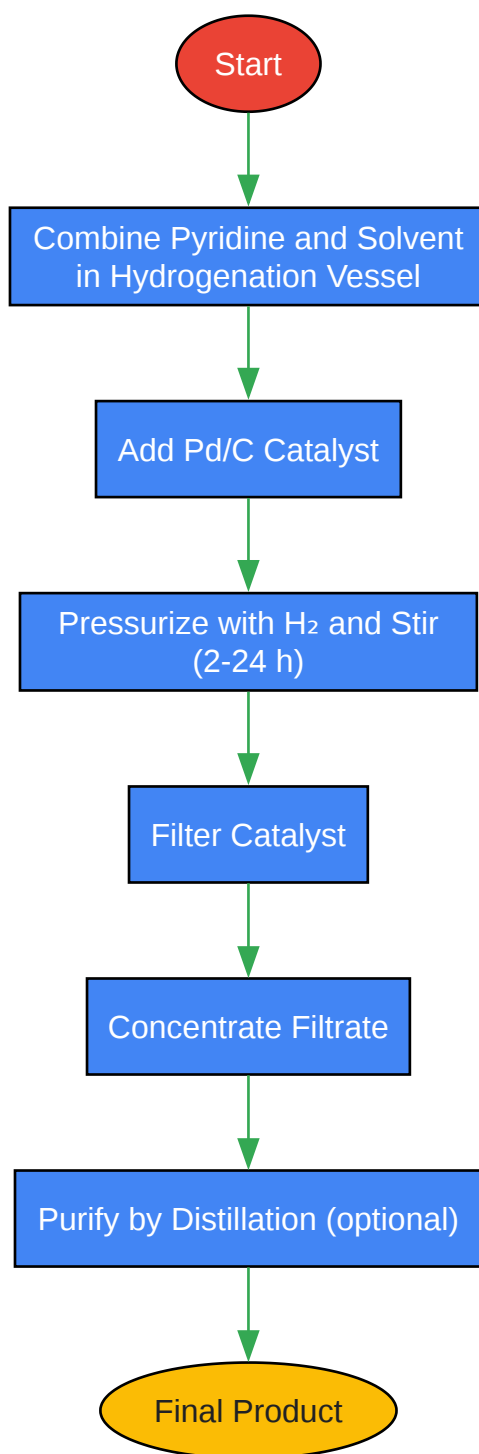 Start
Combine Pyridine and Solvent
in Hydrogenation Vessel
Add Pd/C Catalyst
Pressurize with H₂ and Stir
(2-24 h)
Filter Catalyst
Concentrate Filtrate
Purify by Distillation (optional)
Final Product